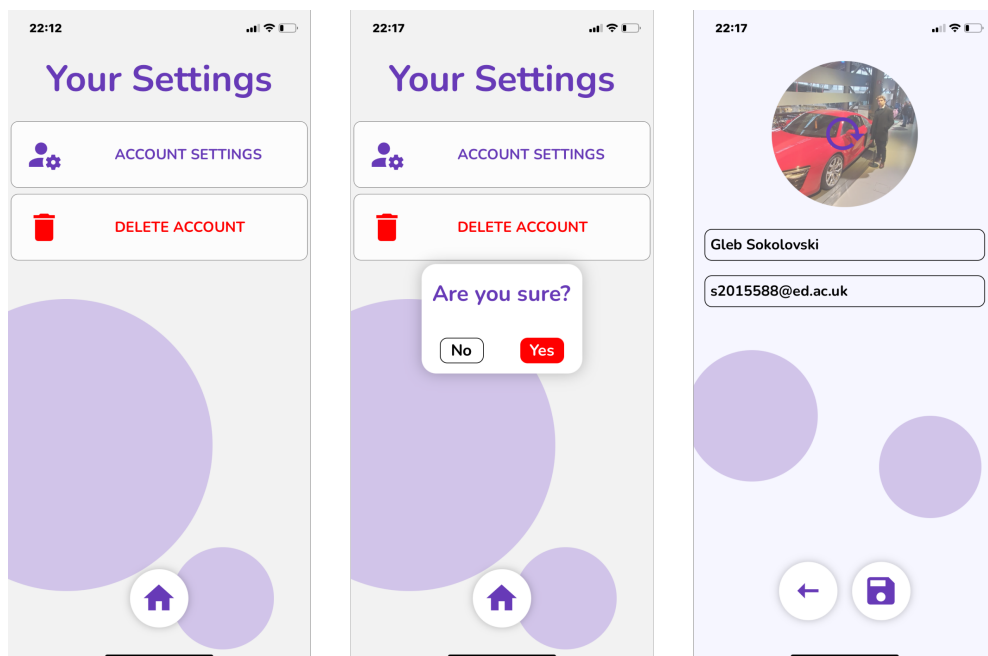 22:12
Your Settings
ACCOUNT SETTINGS
DELETE ACCOUNT
22:17
Your Settings
ACCOUNT SETTINGS
DELETE ACCOUNT
Are you sure?
No Yes
22:17
Gleb Sokolovski
s2015588@ed.ac.uk